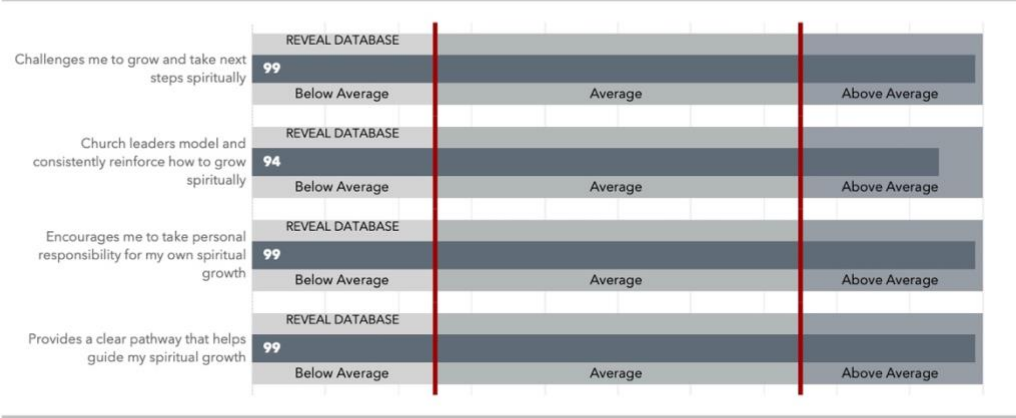 REVEAL DATABASE
Challenges me to grow and take next
steps spiritually
99
Below Average
Average
Above Average
REVEAL DATABASE
Church leaders model and
consistently reinforce how to grow
spiritually
94
Below Average
Average
Above Average
REVEAL DATABASE
Encourages me to take personal
responsibility for my own spiritual
growth
99
Below Average
Average
Above Average
REVEAL DATABASE
Provides a clear pathway that helps
guide my spiritual growth
99
Below Average
Average
Above Average